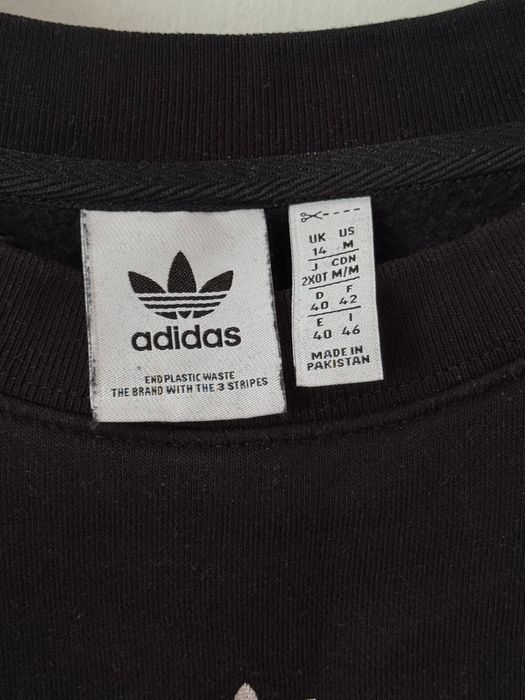 adidas
END PLASTIC WASTE
THE BRAND WITH THE 3 STRIPES
UK US
14 M
J CDN
2XOT M/M
D F
40 42
E I
40 46
MADE IN
PAKISTAN